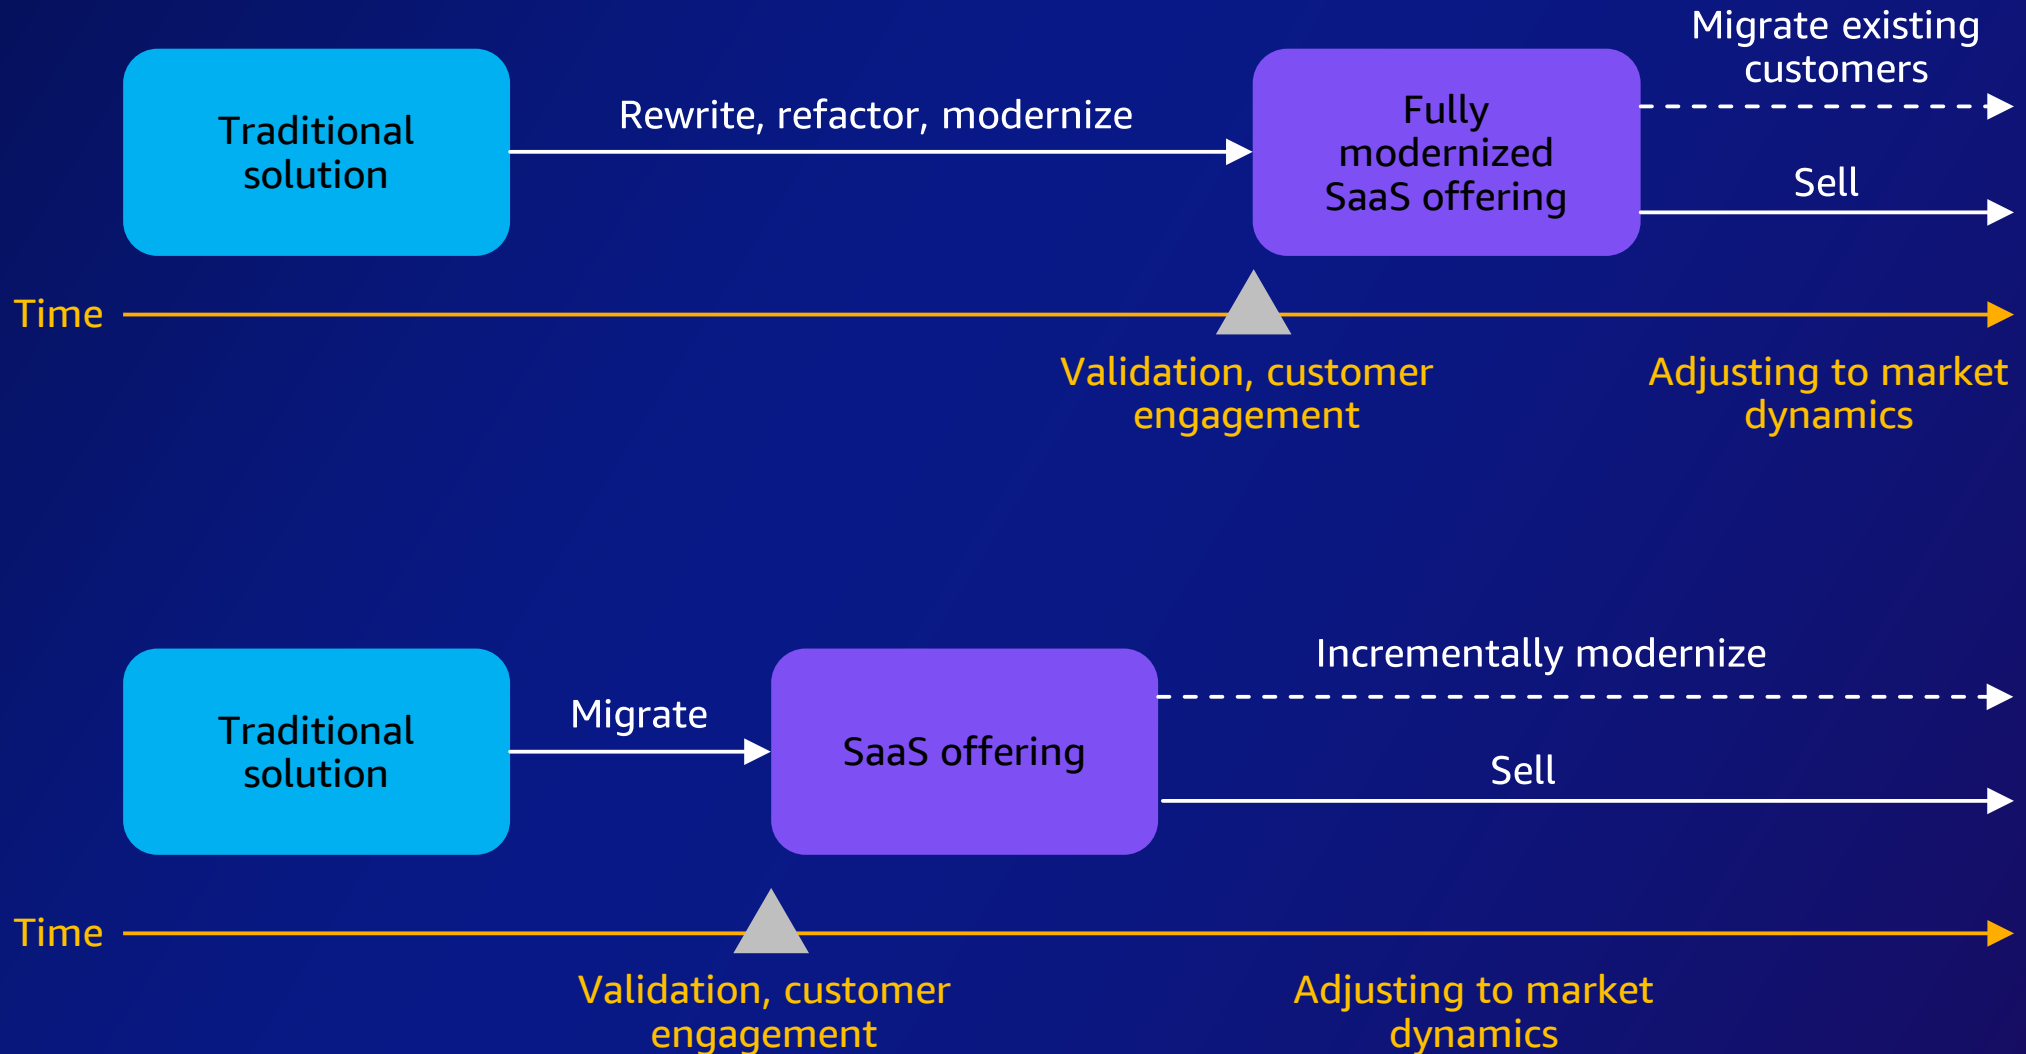 Migrate existing
customers
Traditional
solution
Rewrite, refactor, modernize
Fully
modernized
SaaS offering
Sell
Time
Validation, customer
engagement
Adjusting to market
dynamics
Traditional
solution
Migrate
SaaS offering
Incrementally modernize
Sell
Time
Validation, customer
engagement
Adjusting to market
dynamics